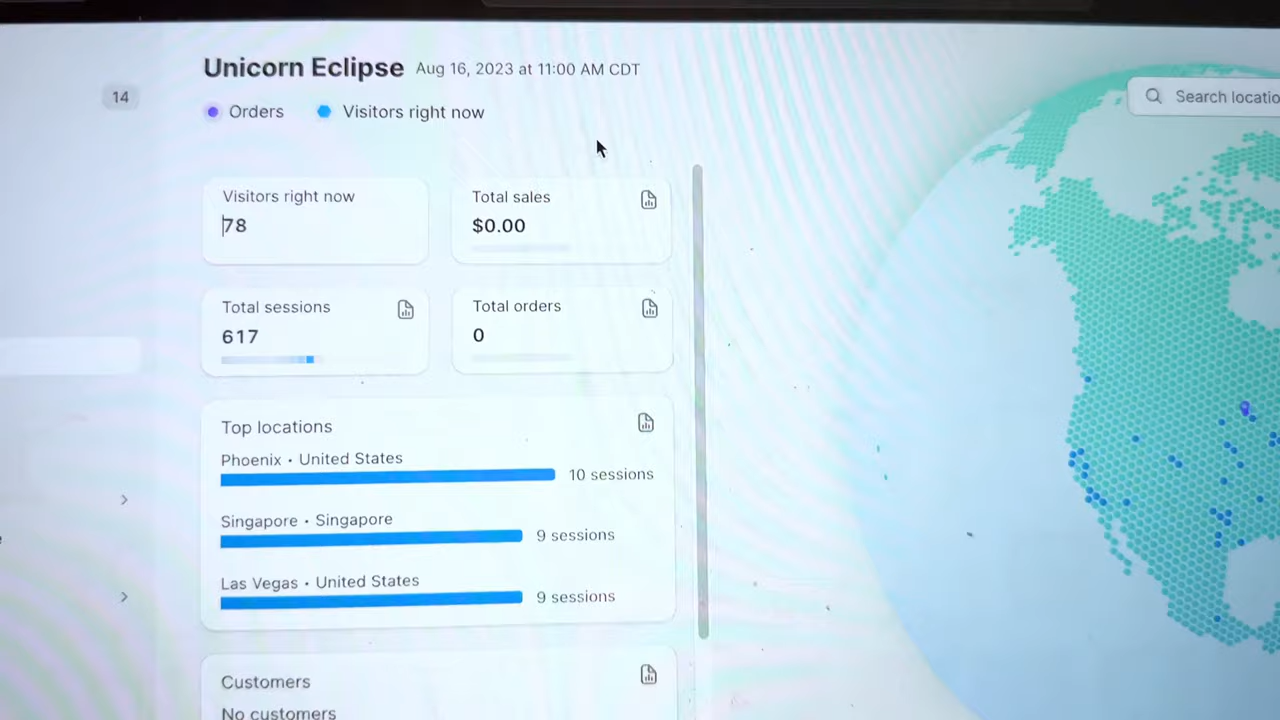 Unicorn Eclipse Aug 16, 2023 at 11:00 AM CDT
14
Orders Visitors right now
Search locatio
Visitors right now
78
Total sales
$0.00
Total sessions
617
Total orders
0
Top locations
Phoenix • United States
10 sessions
Singapore • Singapore
9 sessions
Las Vegas • United States
9 sessions
Customers
No customers